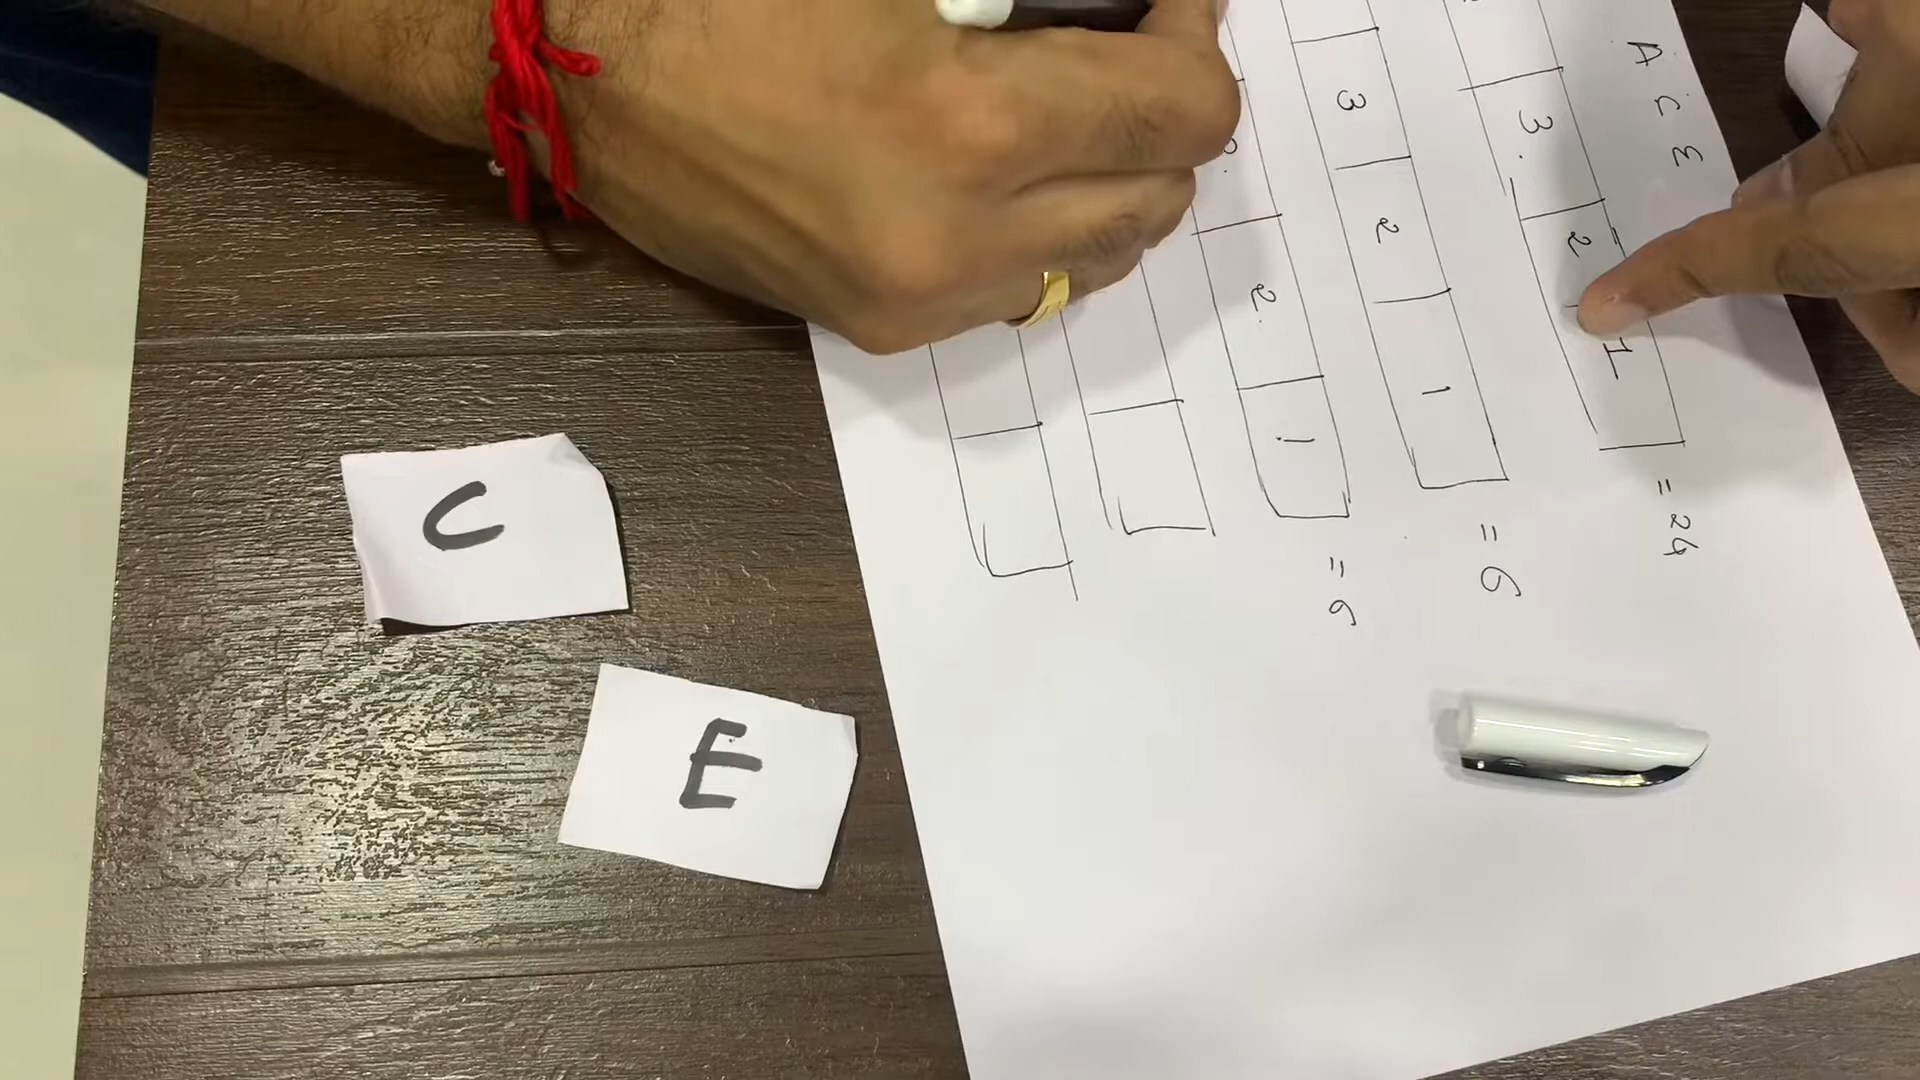 A C E
3. 2 1 = 24
3 2 1 = 6
2. 1 = 6
C
E